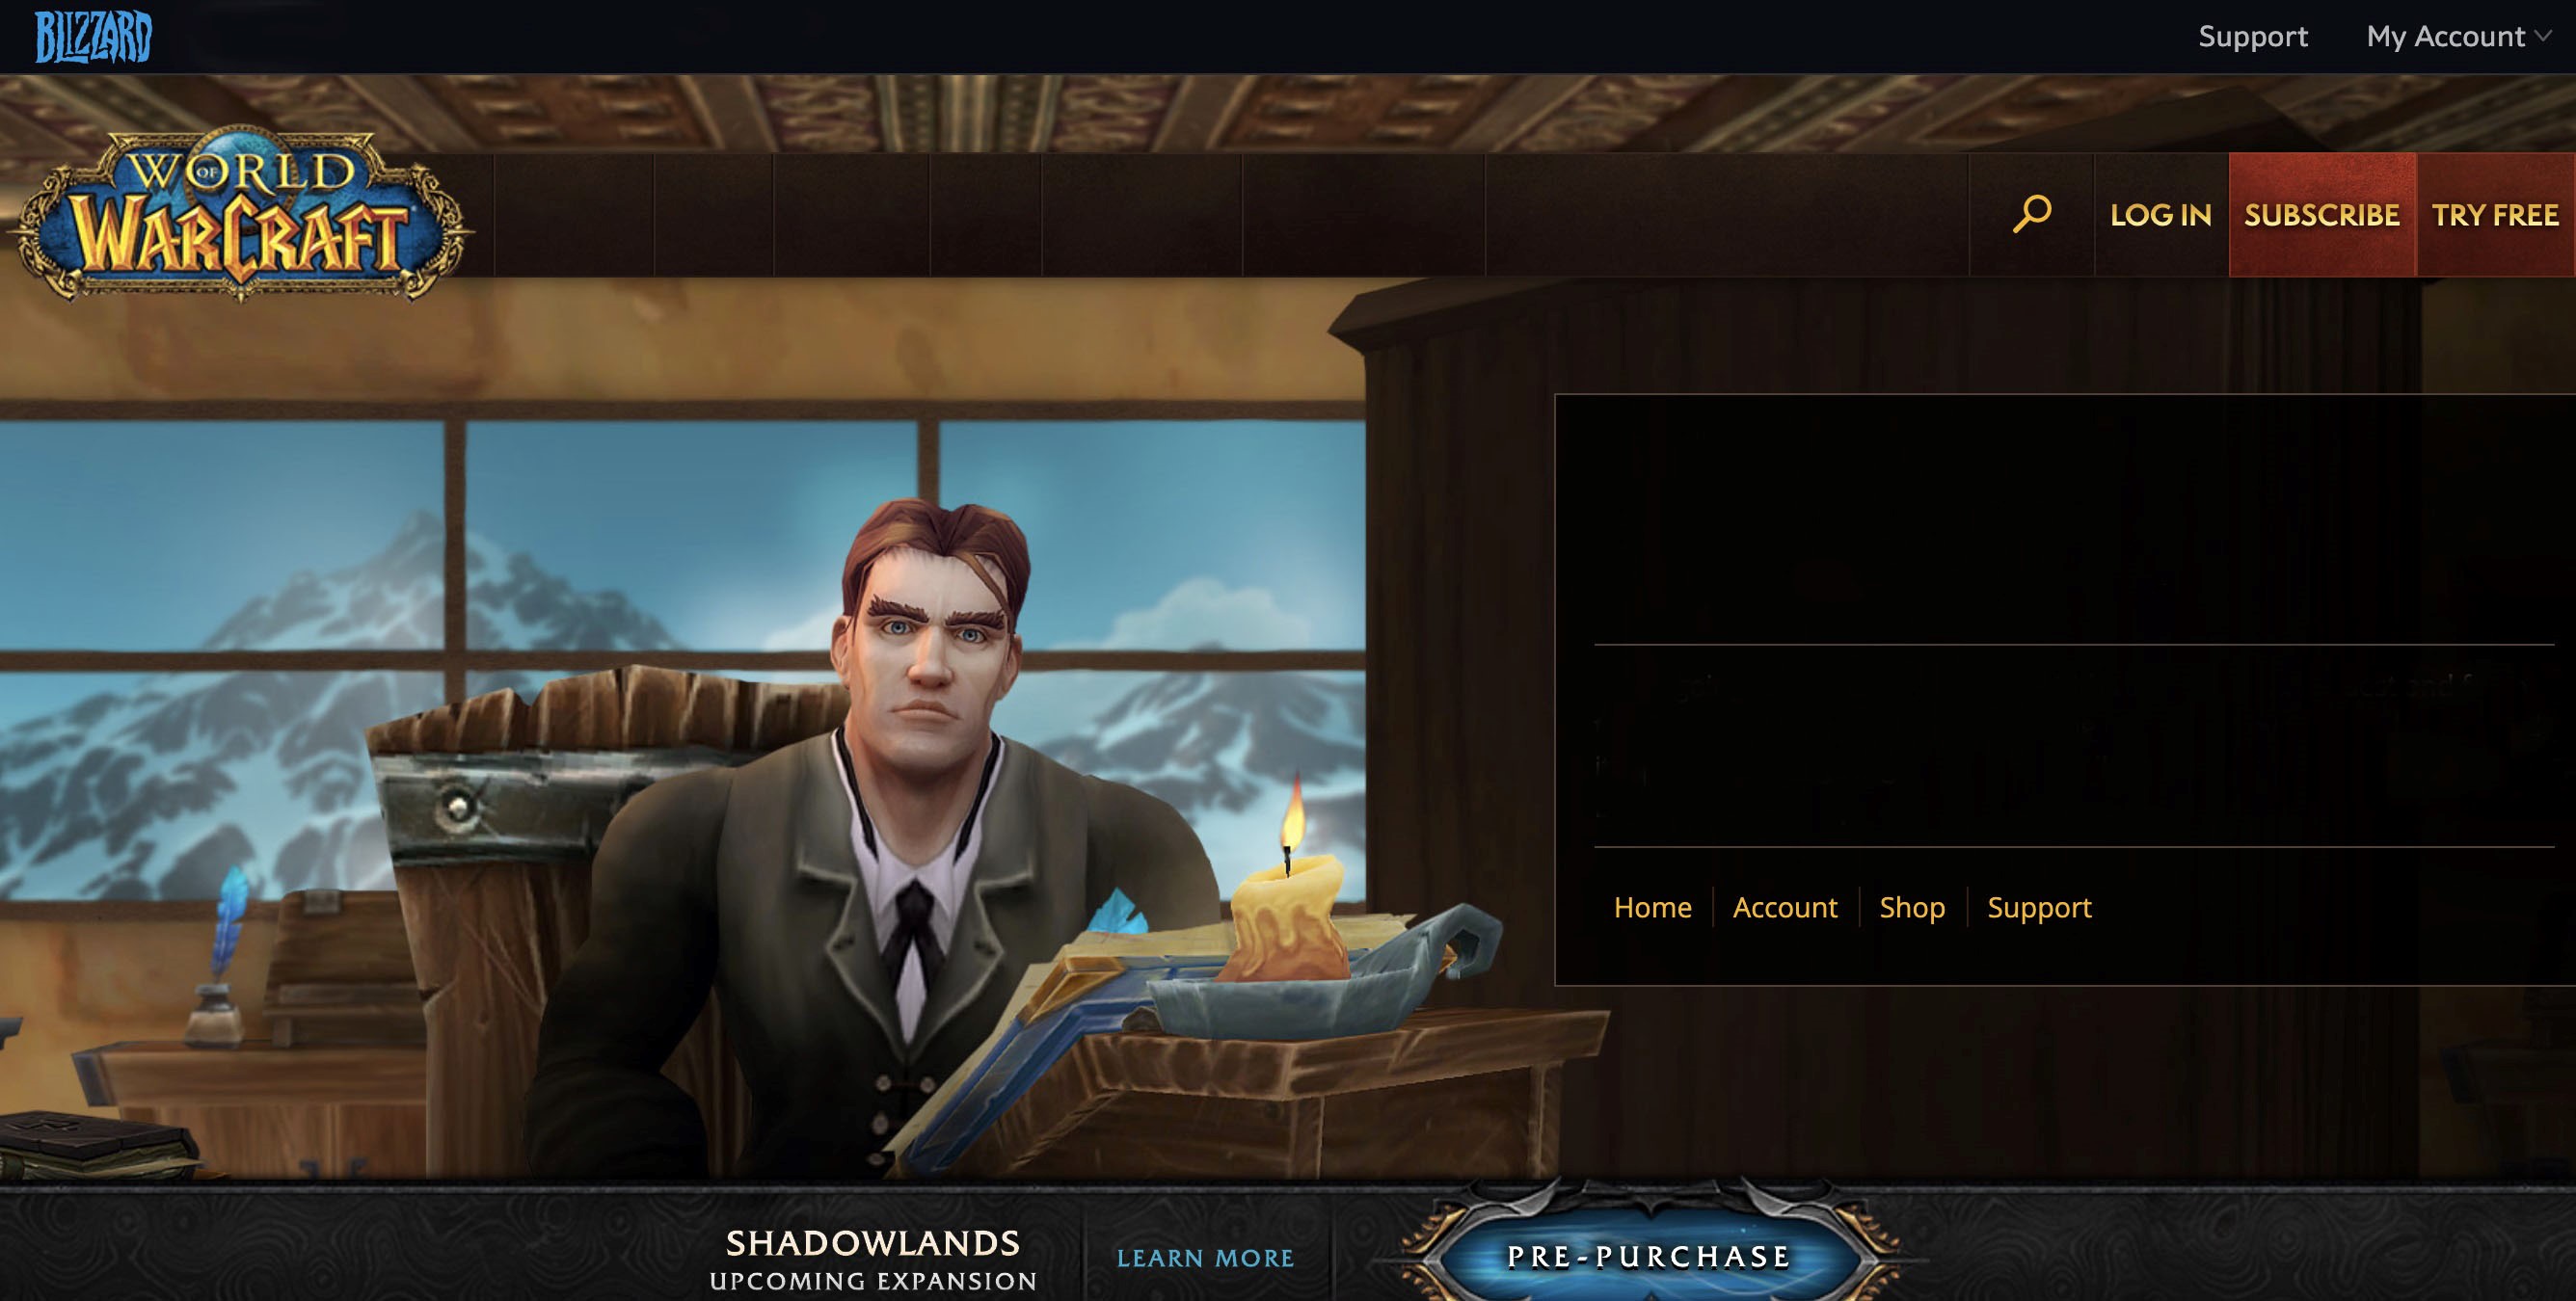 BLIZZARD
Support
My Account
WORLD OF WARCRAFT
LOG IN
SUBSCRIBE
TRY FREE
Home
Account
Shop
Support
SHADOWLANDS
UPCOMING EXPANSION
LEARN MORE
PRE-PURCHASE